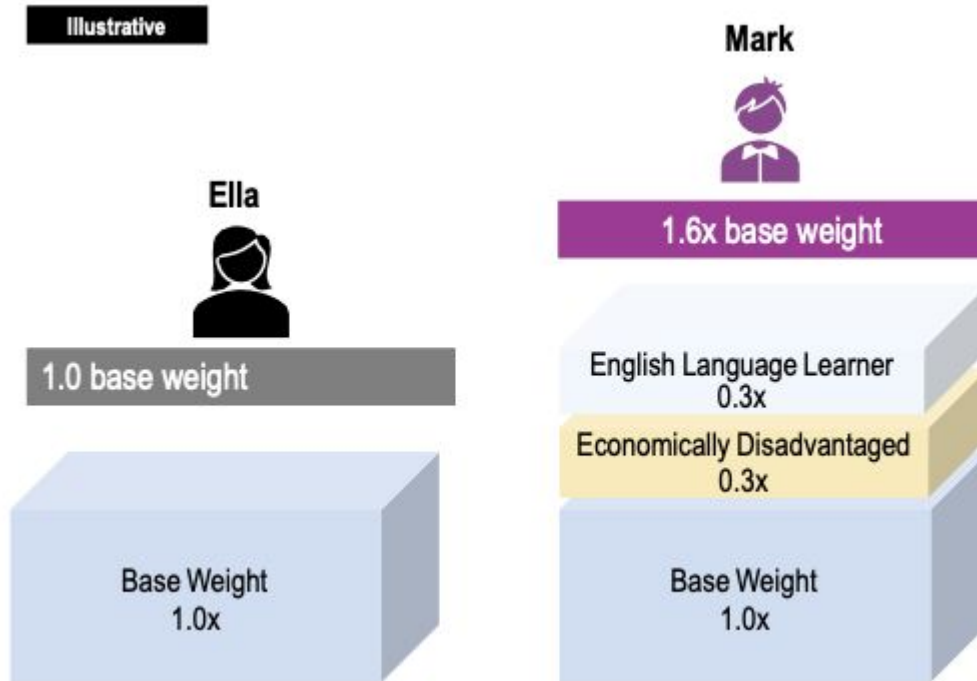 Illustrative
Ella
1.0 base weight
Base Weight
1.0x
Mark
1.6x base weight
English Language Learner
0.3x
Economically Disadvantaged
0.3x
Base Weight
1.0x